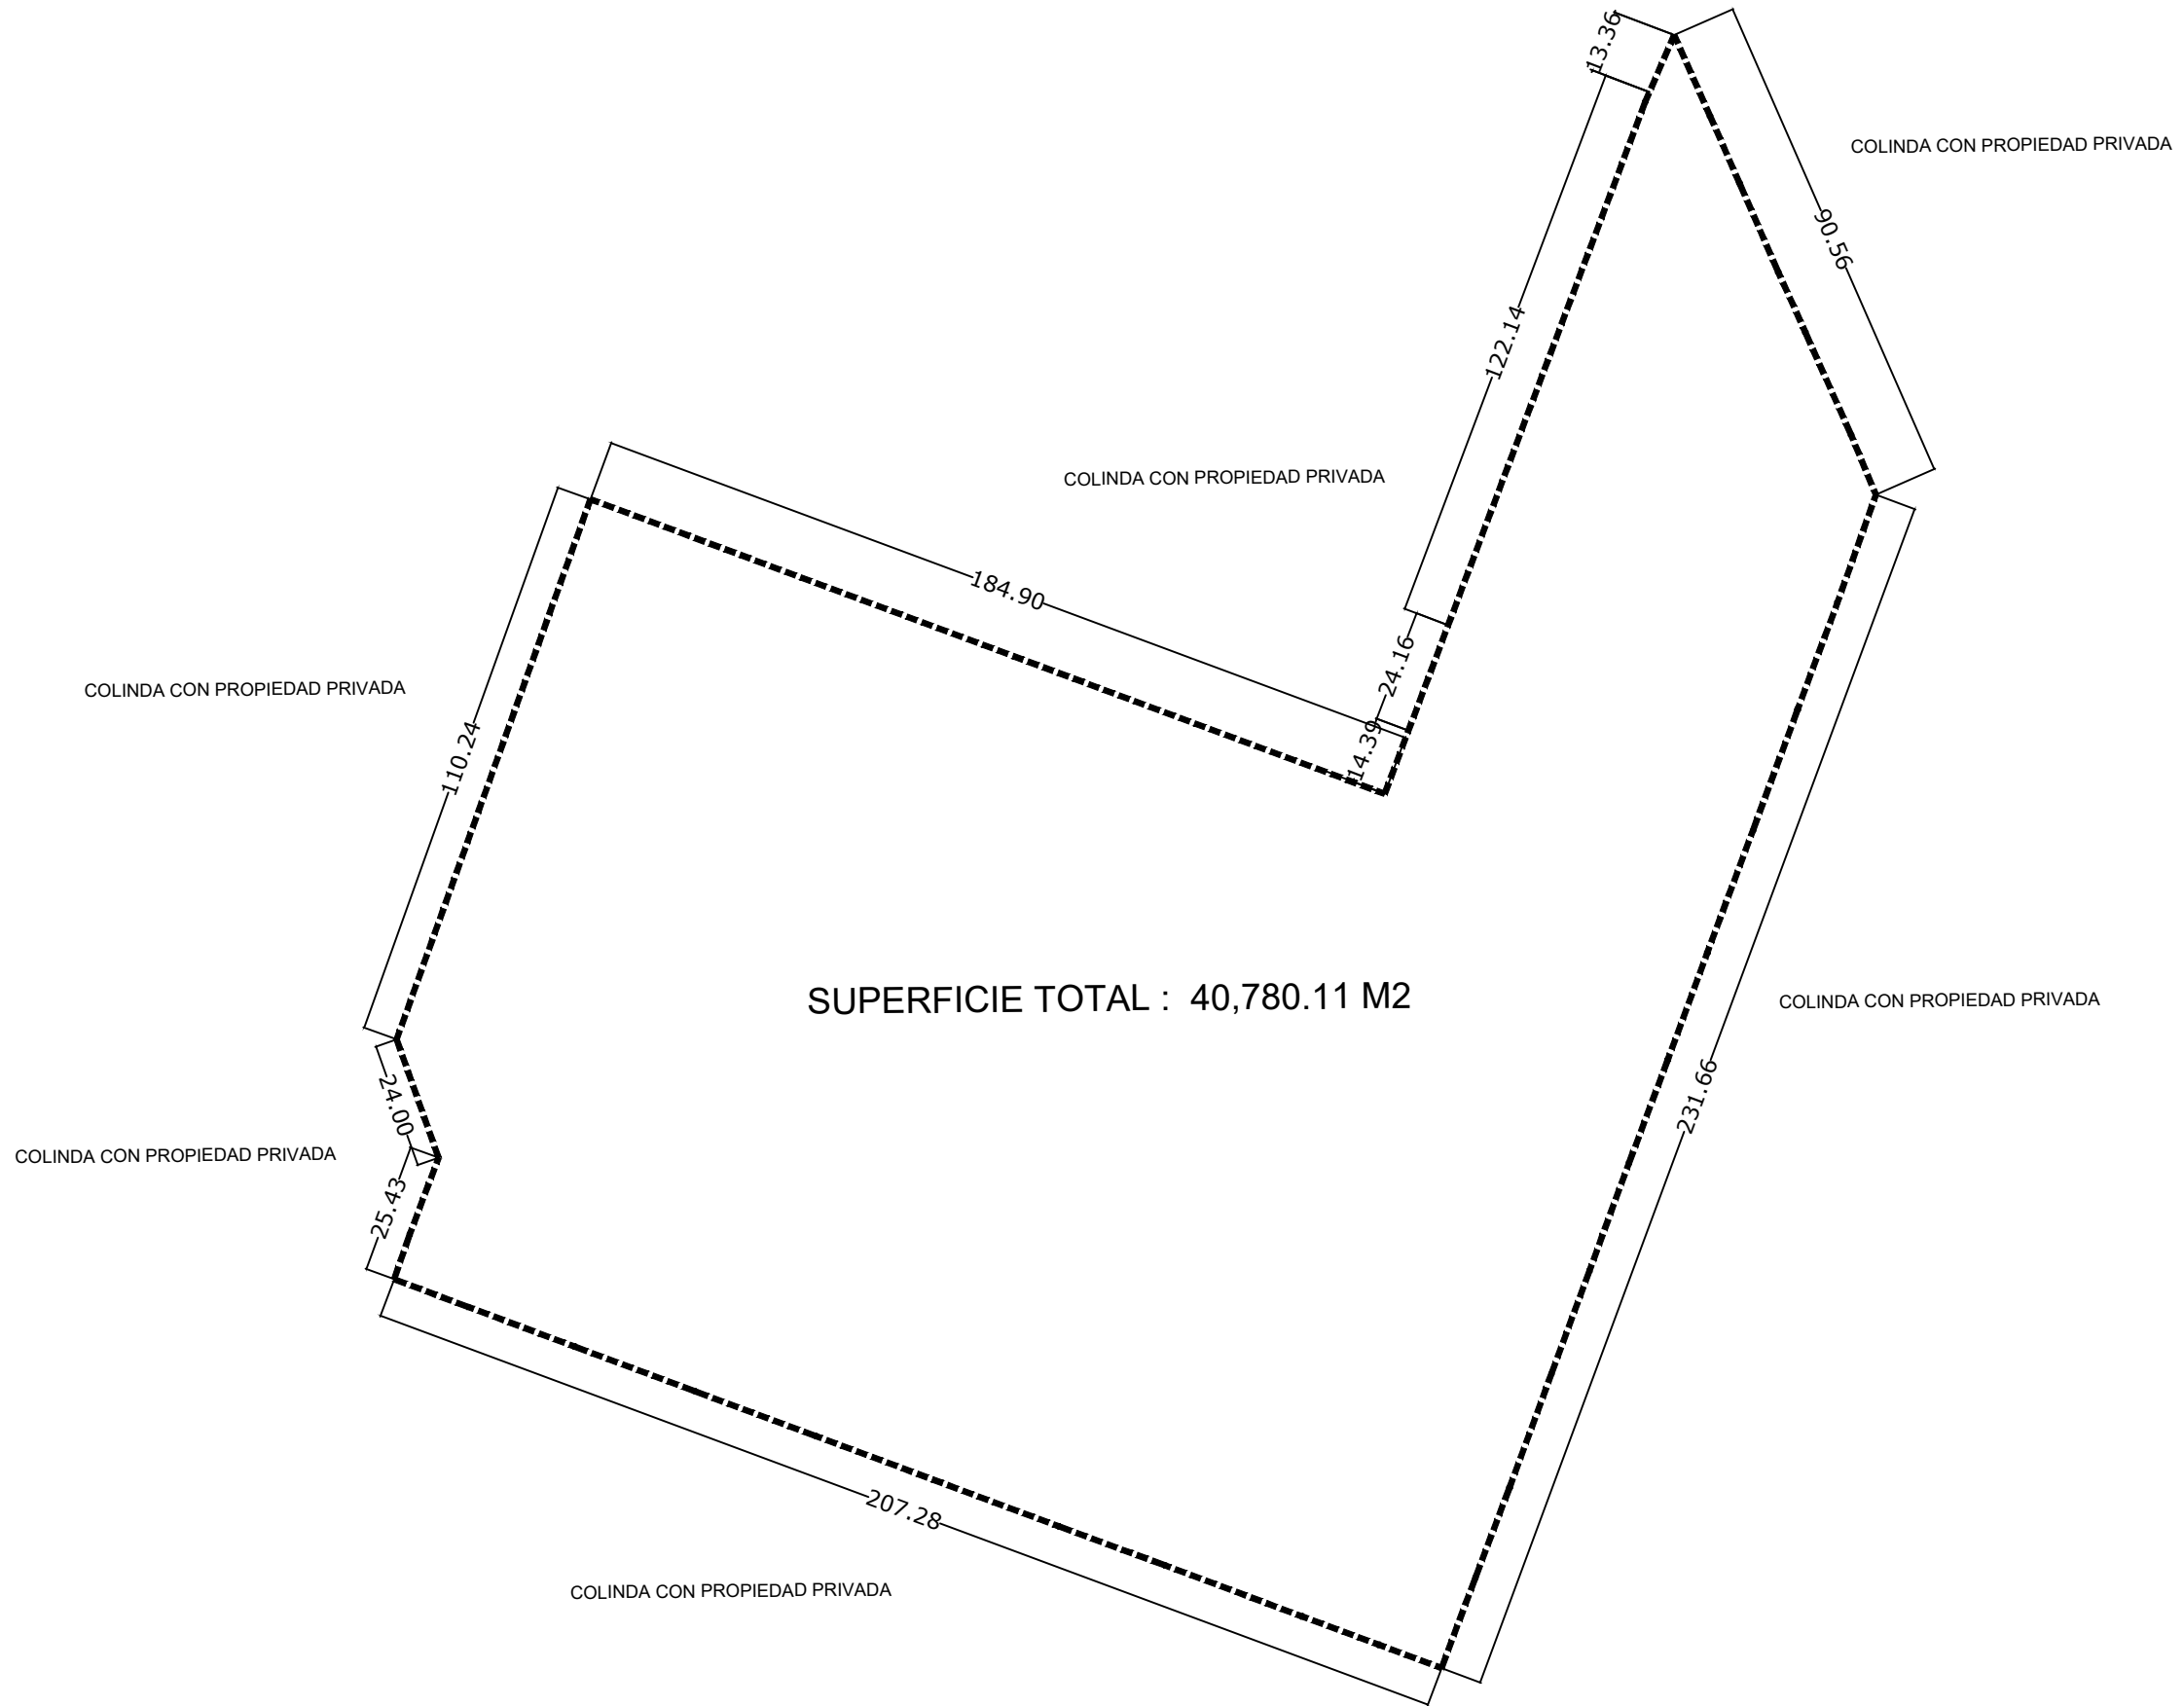 13.36
COLINDA CON PROPIEDAD PRIVADA
90.56
122.14
COLINDA CON PROPIEDAD PRIVADA
184.90
24.16
COLINDA CON PROPIEDAD PRIVADA
14.39
110.24
SUPERFICIE TOTAL : 40,780.11 M2
COLINDA CON PROPIEDAD PRIVADA
24.00
231.66
COLINDA CON PROPIEDAD PRIVADA
25.43
207.28
COLINDA CON PROPIEDAD PRIVADA